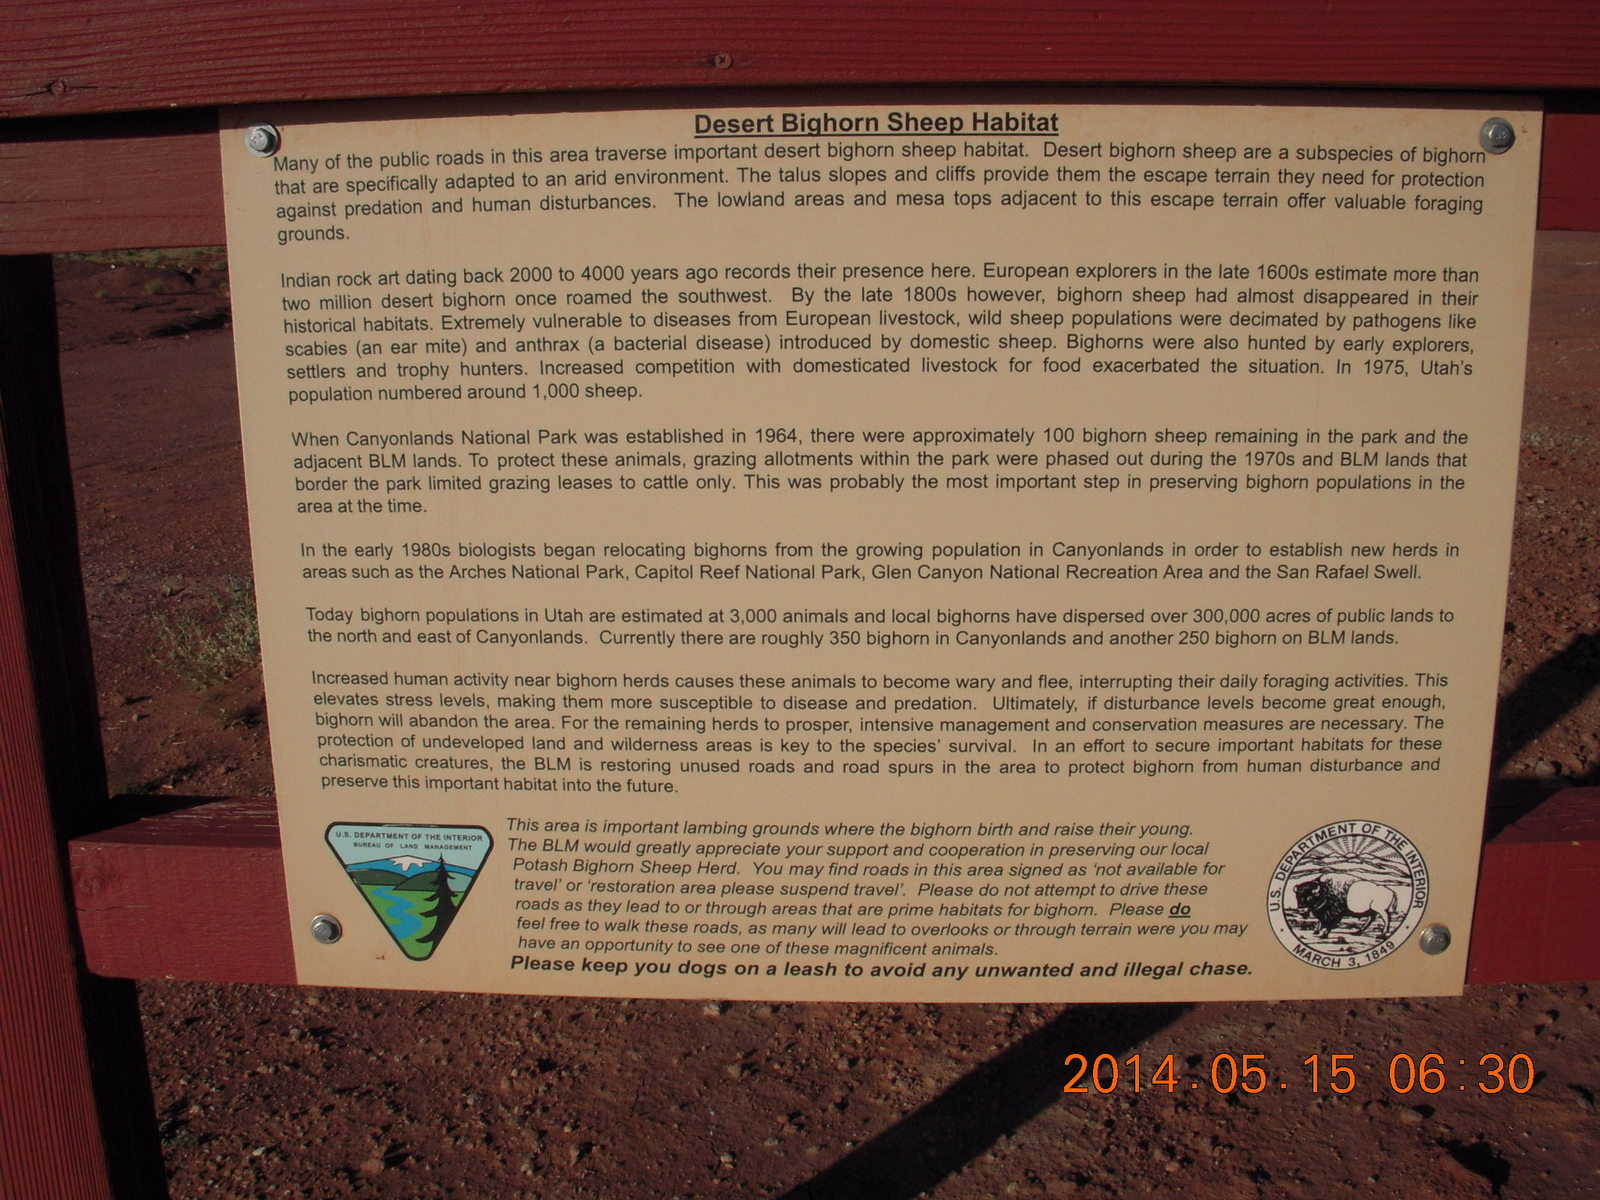 Desert Bighorn Sheep Habitat
Many of the public roads in this area traverse important desert bighorn sheep habitat. Desert bighorn sheep are a subspecies of bighorn
that are specifically adapted to an arid environment. The talus slopes and cliffs provide them the escape terrain they need for protection
against predation and human disturbances. The lowland areas and mesa tops adjacent to this escape terrain offer valuable foraging
grounds.
Indian rock art dating back 2000 to 4000 years ago records their presence here. European explorers in the late 1600s estimate more than
two million desert bighorn once roamed the southwest. By the late 1800s however, bighorn sheep had almost disappeared in their
historical habitats. Extremely vulnerable to diseases from European livestock, wild sheep populations were decimated by pathogens like
scabies (an ear mite) and anthrax (a bacterial disease) introduced by domestic sheep. Bighorns were also hunted by early explorers,
settlers and trophy hunters. Increased competition with domesticated livestock for food exacerbated the situation. In 1975, Utah's
population numbered around 1,000 sheep.
When Canyonlands National Park was established in 1964, there were approximately 100 bighorn sheep remaining in the park and the
adjacent BLM lands. To protect these animals, grazing allotments within the park were phased out during the 1970s and BLM lands that
border the park limited grazing leases to cattle only. This was probably the most important step in preserving bighorn populations in the
area at the time.
In the early 1980s biologists began relocating bighorns from the growing population in Canyonlands in order to establish new herds in
areas such as the Arches National Park, Capitol Reef National Park, Glen Canyon National Recreation Area and the San Rafael Swell.
Today bighorn populations in Utah are estimated at 3,000 animals and local bighorns have dispersed over 300,000 acres of public lands to
the north and east of Canyonlands. Currently there are roughly 350 bighorn in Canyonlands and another 250 bighorn on BLM lands.
Increased human activity near bighorn herds causes these animals to become wary and flee, interrupting their daily foraging activities. This
elevates stress levels, making them more susceptible to disease and predation. Ultimately, if disturbance levels become great enough,
bighorn will abandon the area. For the remaining herds to prosper, intensive management and conservation measures are necessary. The
protection of undeveloped land and wilderness areas is key to the species' survival. In an effort to secure important habitats for these
charismatic creatures, the BLM is restoring unused roads and road spurs in the area to protect bighorn from human disturbance and
preserve this important habitat into the future.
U.S. DEPARTMENT OF THE INTERIOR
BUREAU OF LAND MANAGEMENT
This area is important lambing grounds where the bighorn birth and raise their young.
The BLM would greatly appreciate your support and cooperation in preserving our local
Potash Bighorn Sheep Herd. You may find roads in this area signed as 'not available for
travel' or 'restoration area please suspend travel'. Please do not attempt to drive these
roads as they lead to or through areas that are prime habitats for bighorn. Please do
feel free to walk these roads, as many will lead to overlooks or through terrain were you may
have an opportunity to see one of these magnificent animals.
Please keep you dogs on a leash to avoid any unwanted and illegal chase.
U.S. DEPARTMENT OF THE INTERIOR
MARCH 3, 1849
2014.05.15 06:30